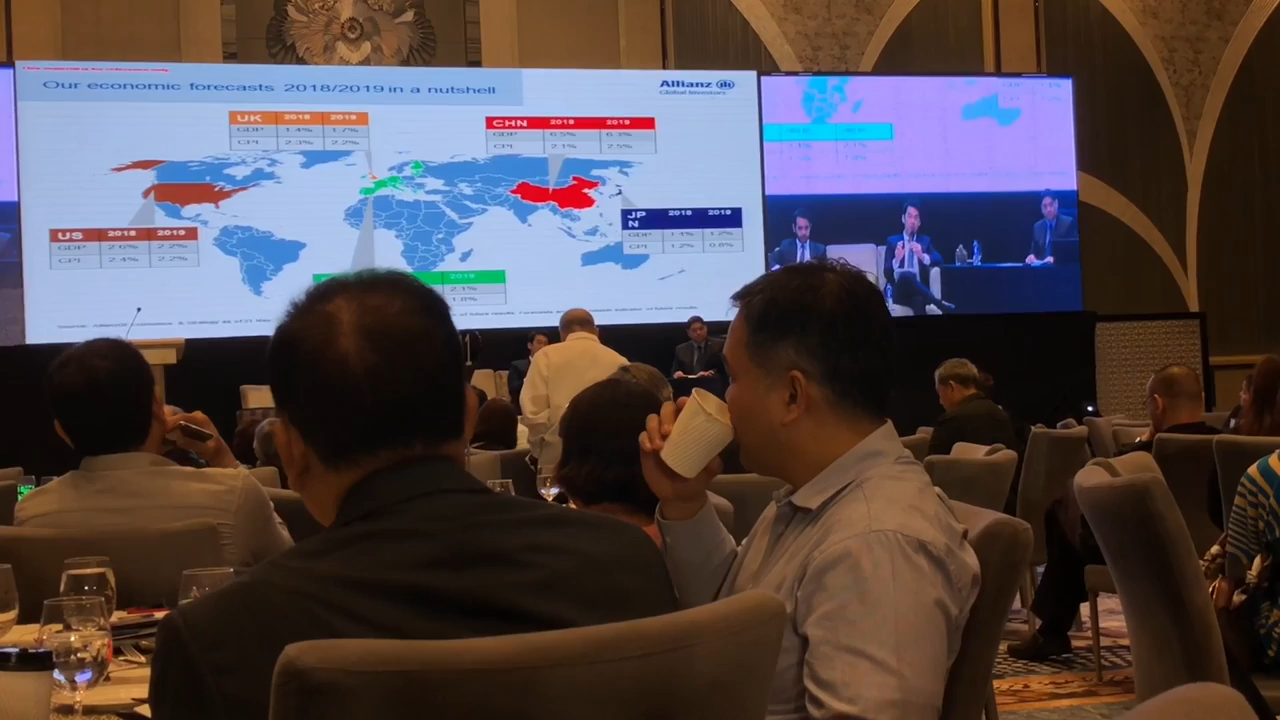 Our economic forecasts 2018/2019 in a nutshell
Allianz
Global Investors
UK 2018 2019
GDP 1.4% 1.7%
CPI 2.3% 2.2%
CHN 2018 2019
GDP 6.5% 6.3%
CPI 2.1% 2.5%
US 2018 2019
GDP 2.6% 2.2%
CPI 2.4% 2.2%
JP
N 2018 2019
GDP 1.4% 1.2%
CPI 1.2% 0.8%
2019
2.1%
1.8%